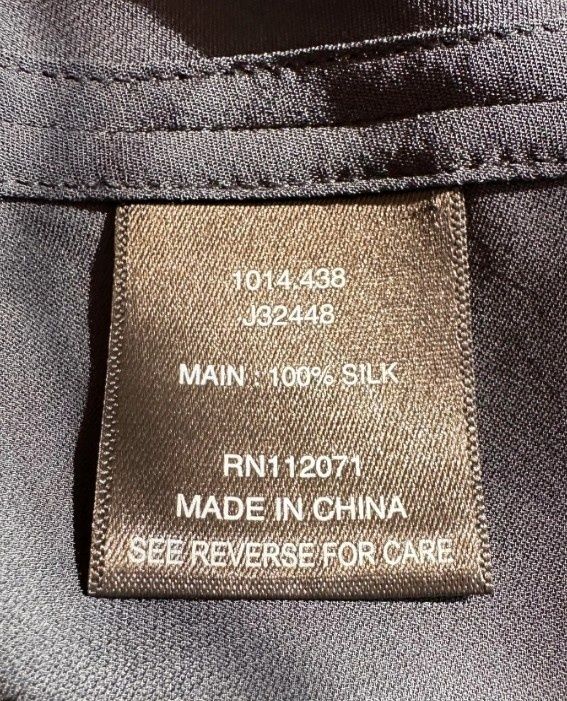 1014.438
J32448
MAIN : 100% SILK
RN112071
MADE IN CHINA
SEE REVERSE FOR CARE